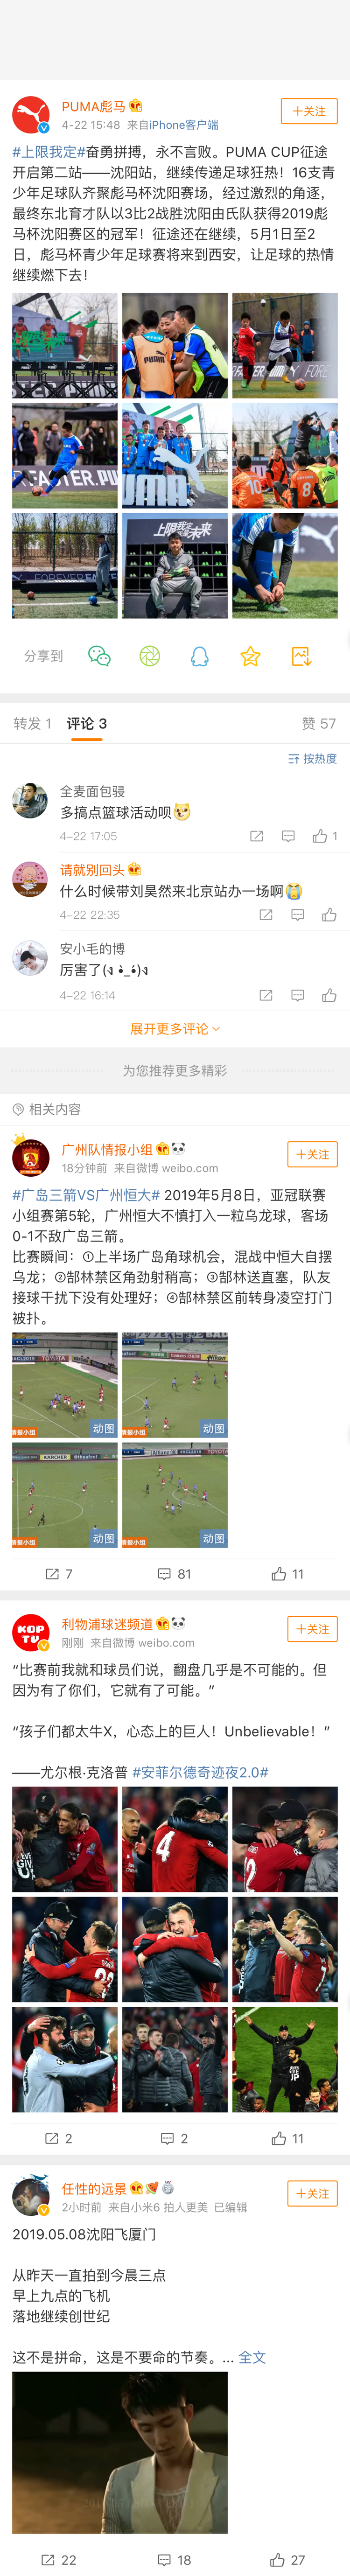 PUMA彪马
4-22 15:48 来自iPhone客户端
＋关注
#上限我定#奋勇拼搏，永不言败。PUMA CUP征途
开启第二站——沈阳站，继续传递足球狂热！16支青
少年足球队齐聚彪马杯沈阳赛场，经过激烈的角逐，
最终东北育才队以3比2战胜沈阳由氏队获得2019彪
马杯沈阳赛区的冠军！征途还在继续，5月1日至2
日，彪马杯青少年足球赛将来到西安，让足球的热情
继续燃下去！
分享到
转发 1 评论 3 赞 57
按热度
全麦面包骎
多搞点篮球活动呗
4-22 17:05 1
请就别回头
什么时候带刘昊然来北京站办一场啊
4-22 22:35
安小毛的博
厉害了(ง •̀_•́)ง
4-22 16:14
展开更多评论
为您推荐更多精彩
相关内容
广州队情报小组
18分钟前 来自微博 weibo.com
＋关注
#广岛三箭VS广州恒大# 2019年5月8日，亚冠联赛
小组赛第5轮，广州恒大不慎打入一粒乌龙球，客场
0-1不敌广岛三箭。
比赛瞬间：①上半场广岛角球机会，混战中恒大自摆
乌龙；②郜林禁区角劲射稍高；③郜林送直塞，队友
接球干扰下没有处理好；④郜林禁区前转身凌空打门
被扑。
动图
动图
动图
动图
7 81 11
利物浦球迷频道
刚刚 来自微博 weibo.com
＋关注
“比赛前我就和球员们说，翻盘几乎是不可能的。但
因为有了你们，它就有了可能。”
“孩子们都太牛X，心态上的巨人！Unbelievable！”
——尤尔根·克洛普 #安菲尔德奇迹夜2.0#
2 2 11
任性的远景
2小时前 来自小米6 拍人更美 已编辑
＋关注
2019.05.08沈阳飞厦门
从昨天一直拍到今晨三点
早上九点的飞机
落地继续创世纪
这不是拼命，这是不要命的节奏。... 全文
22 18 27